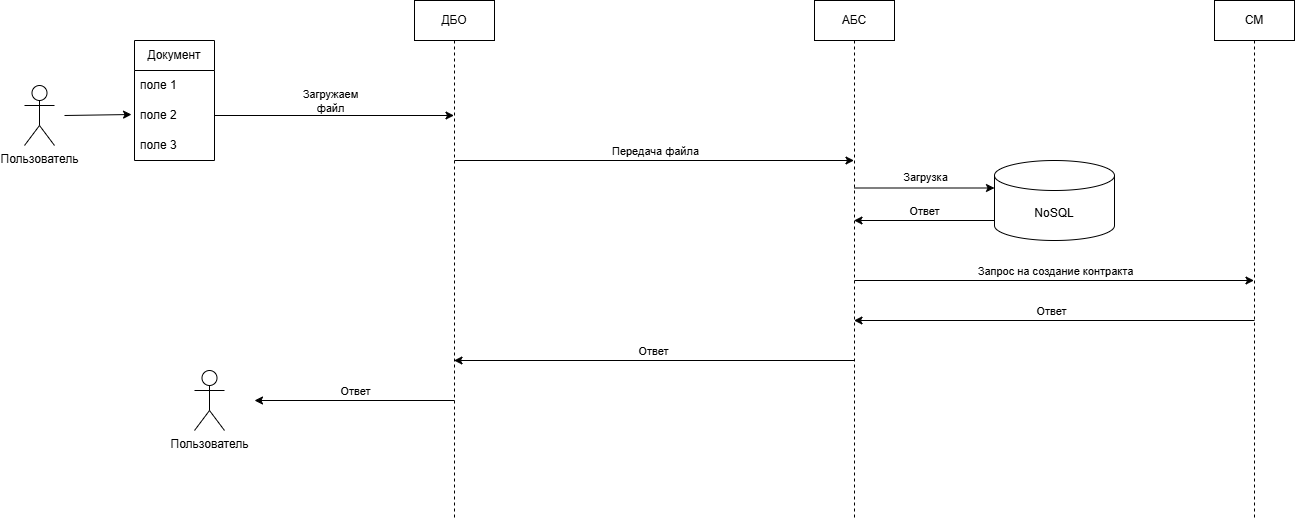 ДБО
АБС
СМ
Документ
поле 1
поле 2
поле 3
Пользователь
Загружаем
файл
Передача файла
Загрузка
Ответ
NoSQL
Запрос на создание контракта
Ответ
Ответ
Ответ
Пользователь